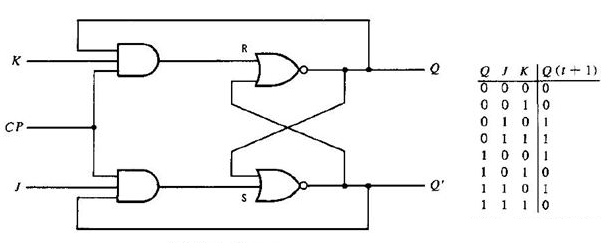 K
CP
J
R
S
Q
Q'
Q J K Q(t + 1)
0 0 0 0
0 0 1 0
0 1 0 1
0 1 1 1
1 0 0 1
1 0 1 0
1 1 0 1
1 1 1 0